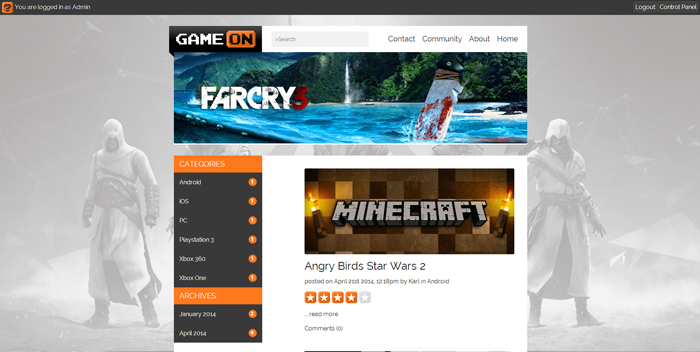 ?
You are logged in as Admin
Logout Control Panel
GAME ON
>Search
Contact Community About Home
FARCRY3
CATEGORIES
Android 1
iOS 1
PC 1
Playstation 3 1
Xbox 360 1
Xbox One 1
ARCHIVES
January 2014 2
April 2014 4
MINECRAFT
Angry Birds Star Wars 2
posted on April 21st 2014, 12:18pm by Karl in Android
... read more
Comments (0)